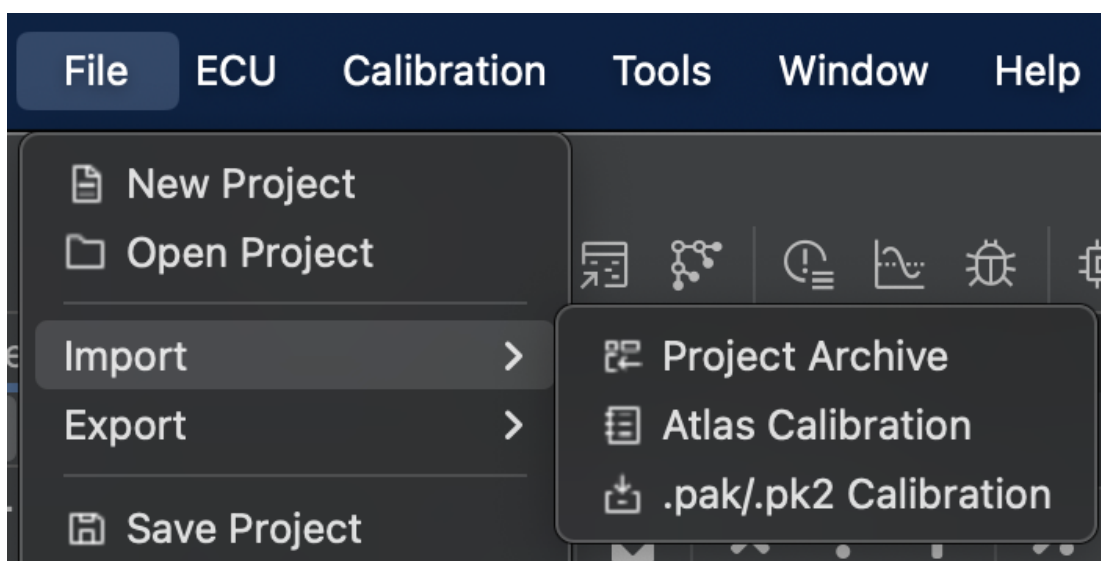 File ECU Calibration Tools Window Help
New Project
Open Project
Import
Export
Save Project
Project Archive
Atlas Calibration
.pak/.pk2 Calibration